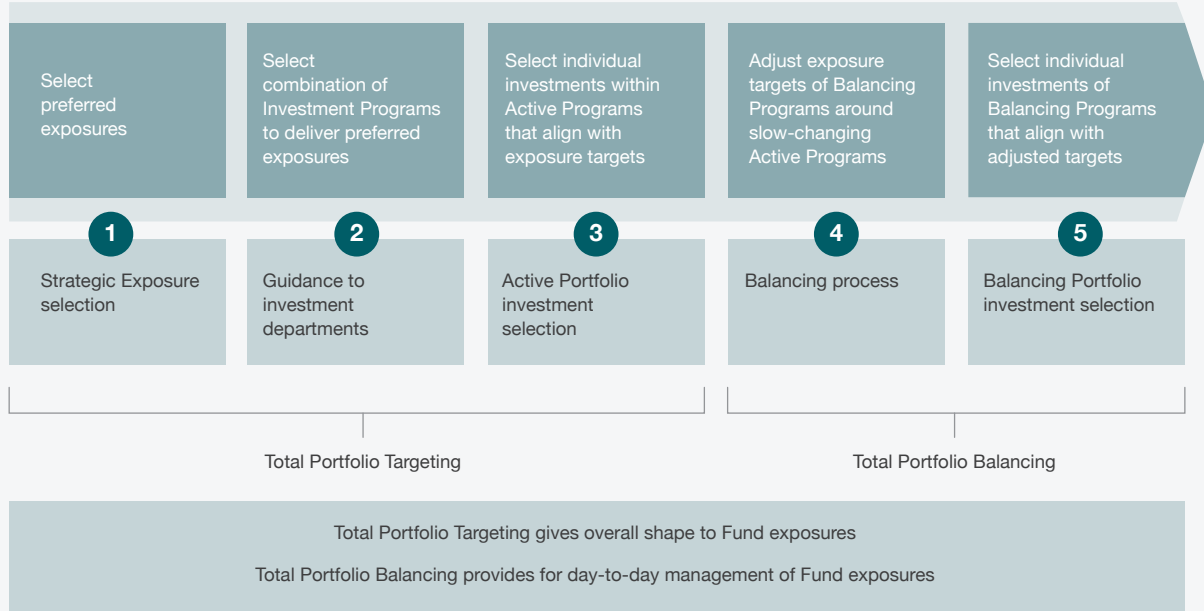 Select
preferred
exposures
Select
combination of
Investment Programs
to deliver preferred
exposures
Select individual
investments within
Active Programs
that align with
exposure targets
Adjust exposure
targets of Balancing
Programs around
slow-changing
Active Programs
Select individual
investments of
Balancing Programs
that align with
adjusted targets
1
Strategic Exposure
selection
2
Guidance to
investment
departments
3
Active Portfolio
investment
selection
4
Balancing process
5
Balancing Portfolio
investment selection
Total Portfolio Targeting
Total Portfolio Balancing
Total Portfolio Targeting gives overall shape to Fund exposures
Total Portfolio Balancing provides for day-to-day management of Fund exposures